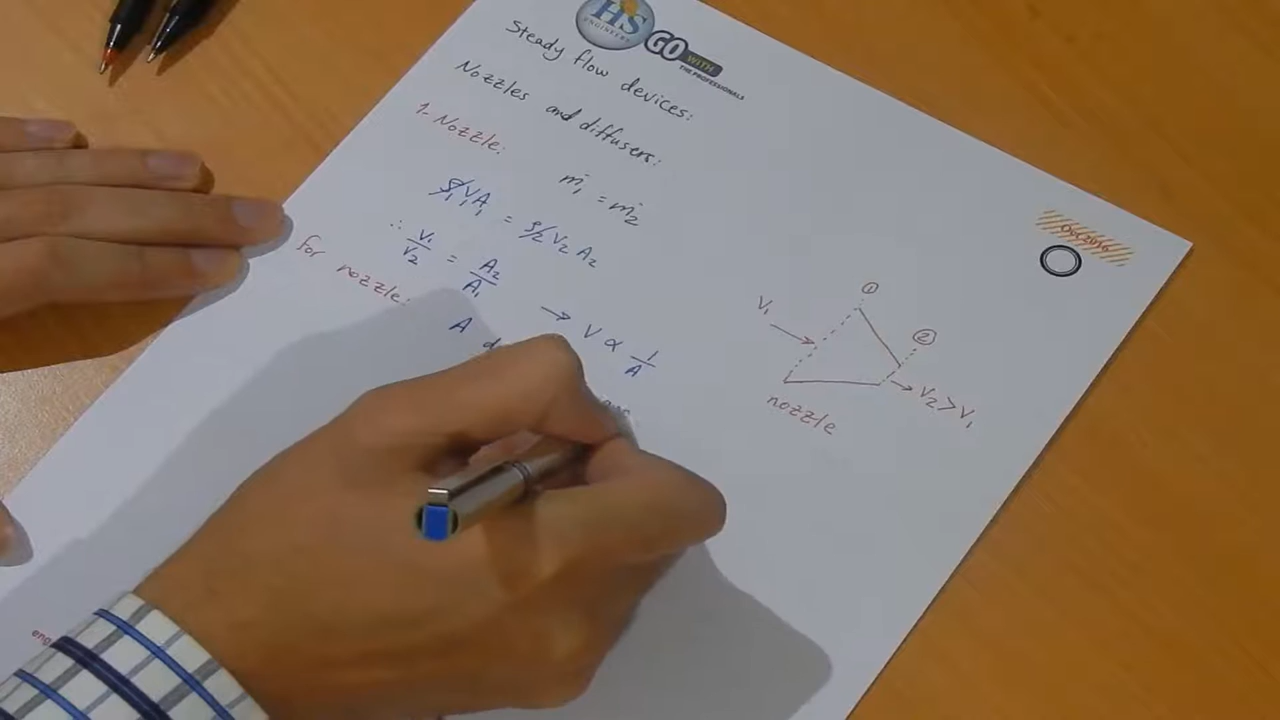 HS
ENGINEERS
GO WITH
THE PROFESSIONALS
Steady flow devices:
Nozzles and diffusers:
1- Nozzle:
ṁ₁ = ṁ₂
ρ₁V₁A₁ = ρ₂V₂A₂
∴ V₁/V₂ = A₂/A₁ → V ∝ 1/A
for nozzle:
A
①
V₁
②
V₂>V₁
nozzle